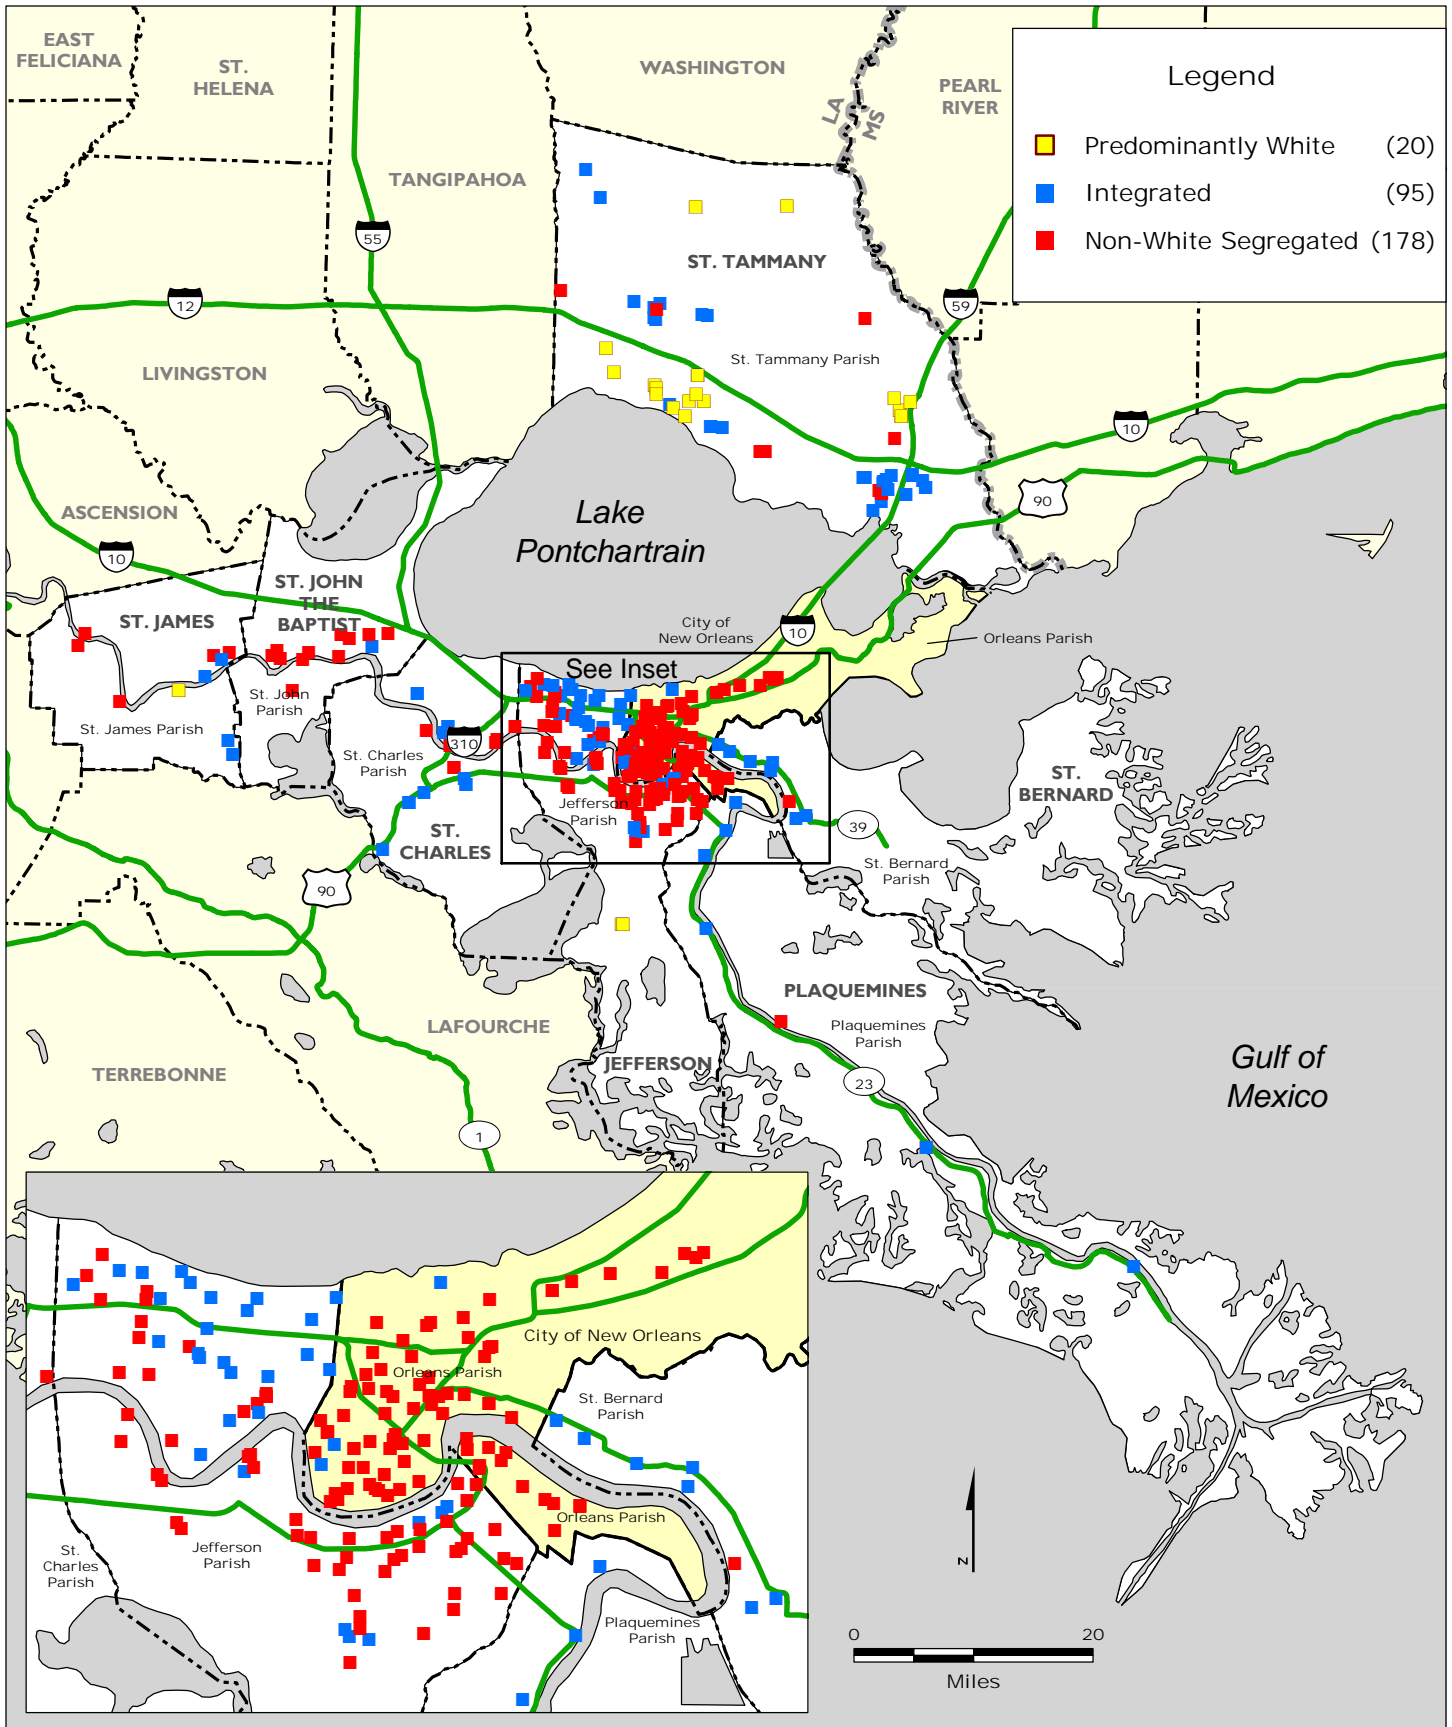 EAST
FELICIANA
ST.
HELENA
WASHINGTON
LA
MS
PEARL
RIVER
Legend
Predominantly White (20)
Integrated (95)
Non-White Segregated (178)
TANGIPAHOA
55
ST. TAMMANY
12
59
St. Tammany Parish
LIVINGSTON
10
90
ASCENSION
10
Lake
Pontchartrain
ST. JOHN
THE
BAPTIST
ST. JAMES
City of
New Orleans
10
Orleans Parish
See Inset
St. John
Parish
St. James Parish
310
St. Charles
Parish
ST.
BERNARD
Jefferson
Parish
39
ST.
CHARLES
St. Bernard
Parish
90
PLAQUEMINES
Plaquemines
Parish
LAFOURCHE
JEFFERSON
Gulf of
Mexico
TERREBONNE
23
1
City of New Orleans
Orleans Parish
St. Bernard
Parish
Orleans Parish
Jefferson
Parish
St.
Charles
Parish
Plaquemines
Parish
N
0 20
Miles